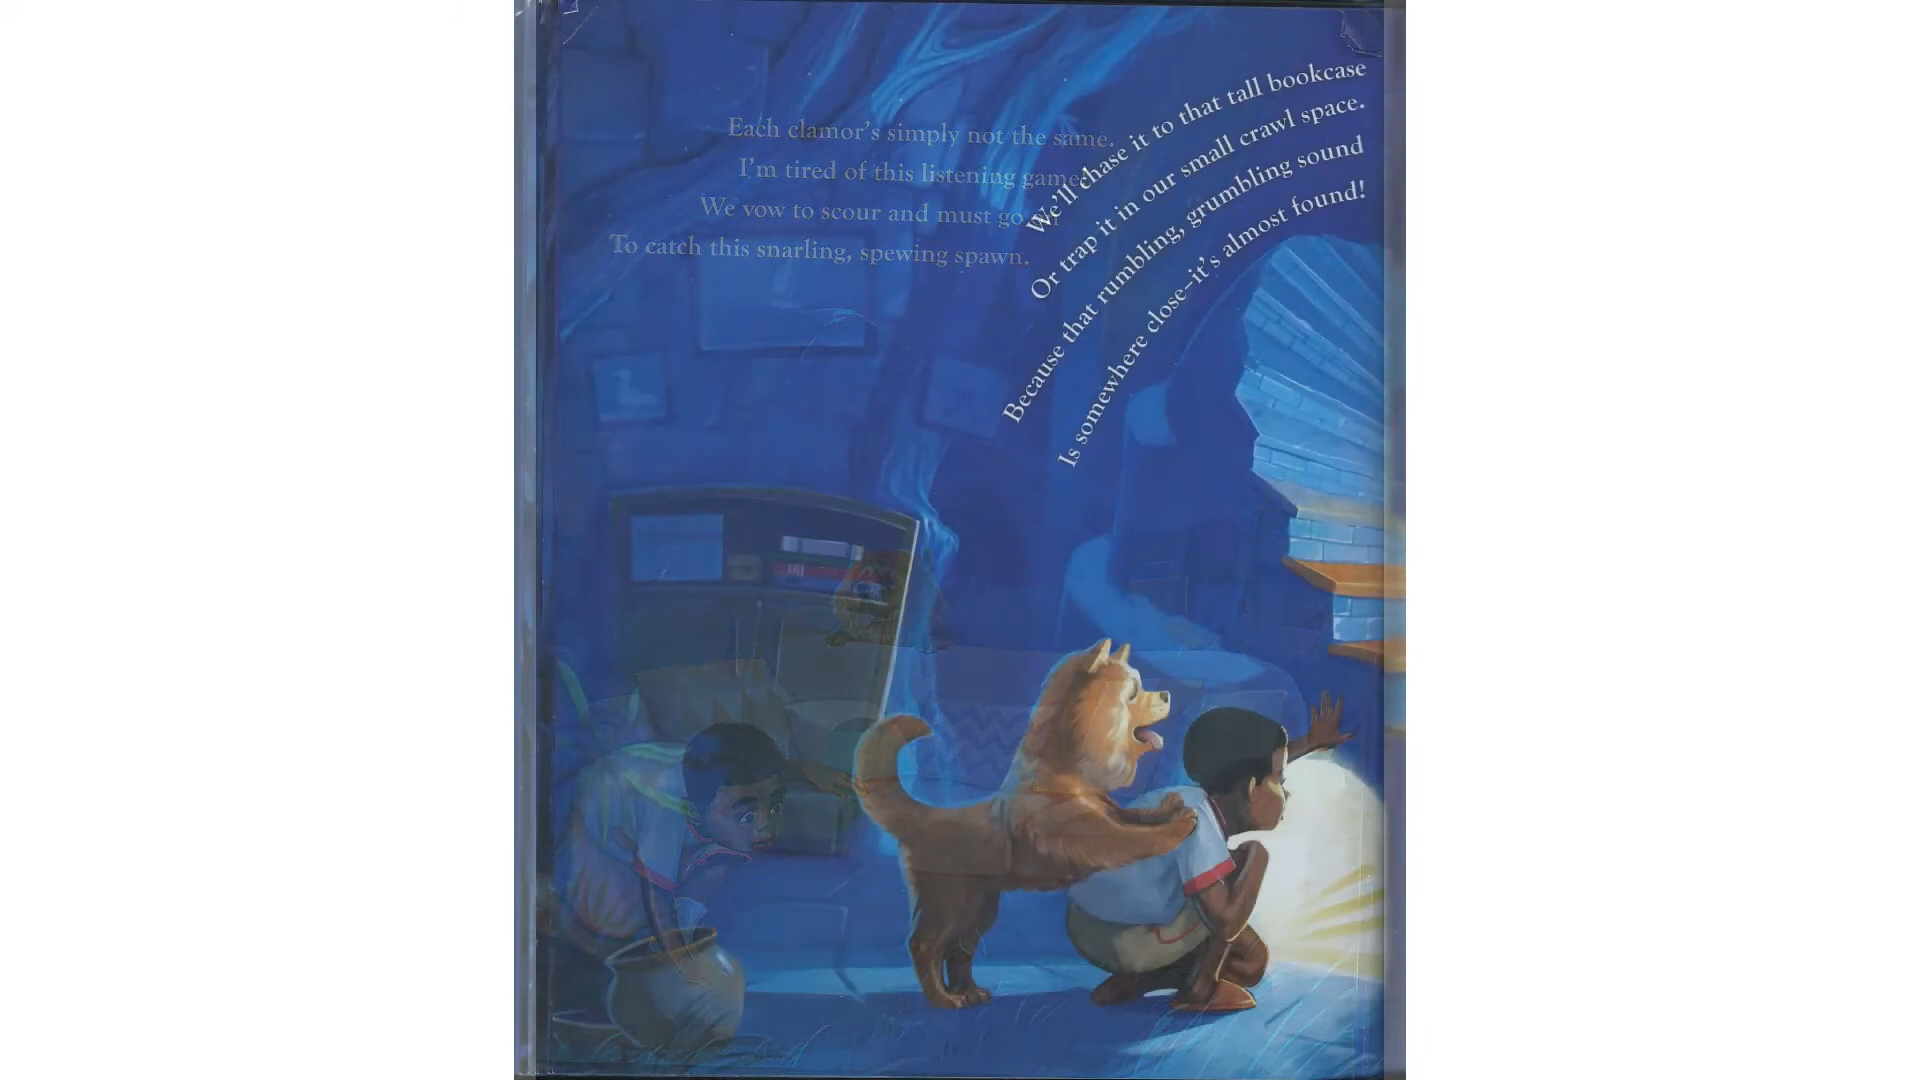 Each clamor's simply not the same.
I'm tired of this listening game
We vow to scour and must go
To catch this snarling, spewing spawn.
We'll chase it to that tall bookcase
Or trap it in our small crawl space.
Because that rumbling, grumbling sound
Is somewhere close–it's almost found!